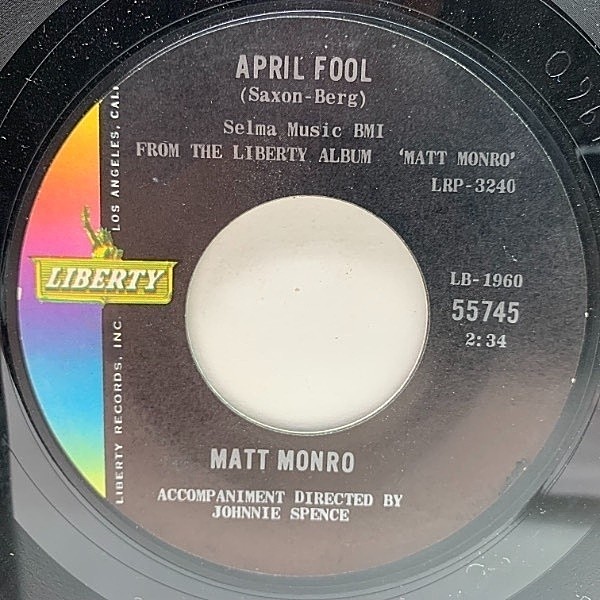 APRIL FOOL
(Saxon-Berg)
Selma Music BMI
FROM THE LIBERTY ALBUM 'MATT MONRO'
LRP-3240
LIBERTY
LIBERTY RECORDS, INC.
LOS ANGELES, CALI
LB-1960
55745
2:34
MATT MONRO
ACCOMPANIMENT DIRECTED BY
JOHNNIE SPENCE